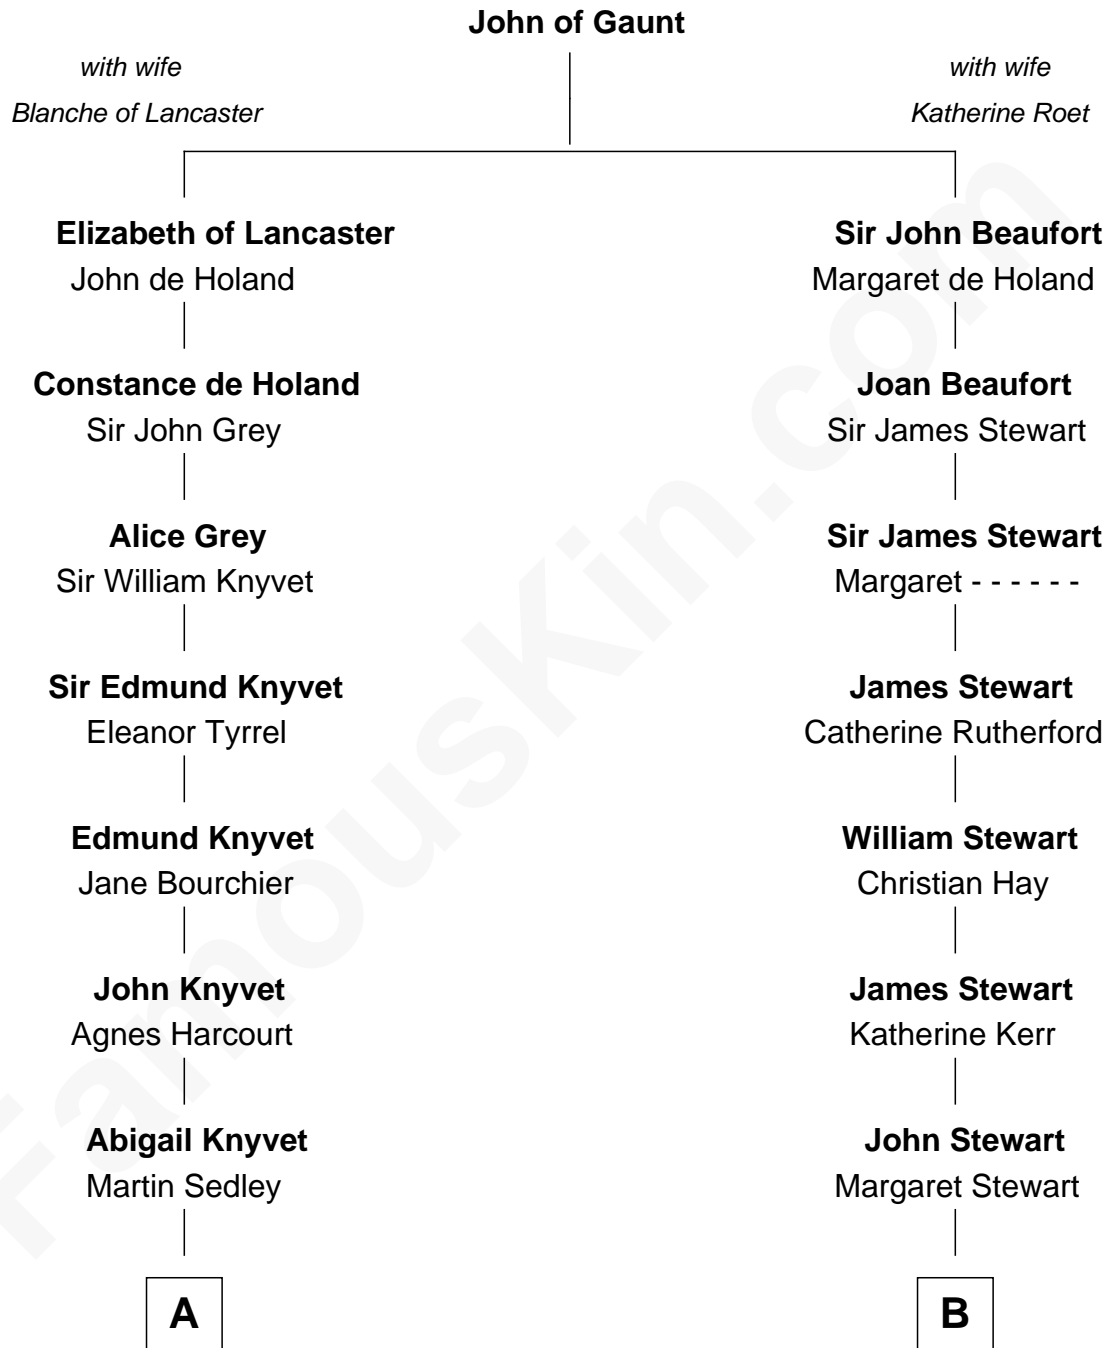 John of Gaunt
with wife
Blanche of Lancaster
with wife
Katherine Roet
Elizabeth of Lancaster
John de Holand
Sir John Beaufort
Margaret de Holand
Constance de Holand
Sir John Grey
Joan Beaufort
Sir James Stewart
Alice Grey
Sir William Knyvet
Sir James Stewart
Margaret - - - - - -
Sir Edmund Knyvet
Eleanor Tyrrel
James Stewart
Catherine Rutherford
Edmund Knyvet
Jane Bourchier
William Stewart
Christian Hay
John Knyvet
Agnes Harcourt
James Stewart
Katherine Kerr
Abigail Knyvet
Martin Sedley
John Stewart
Margaret Stewart
A
B
FamousKin.com